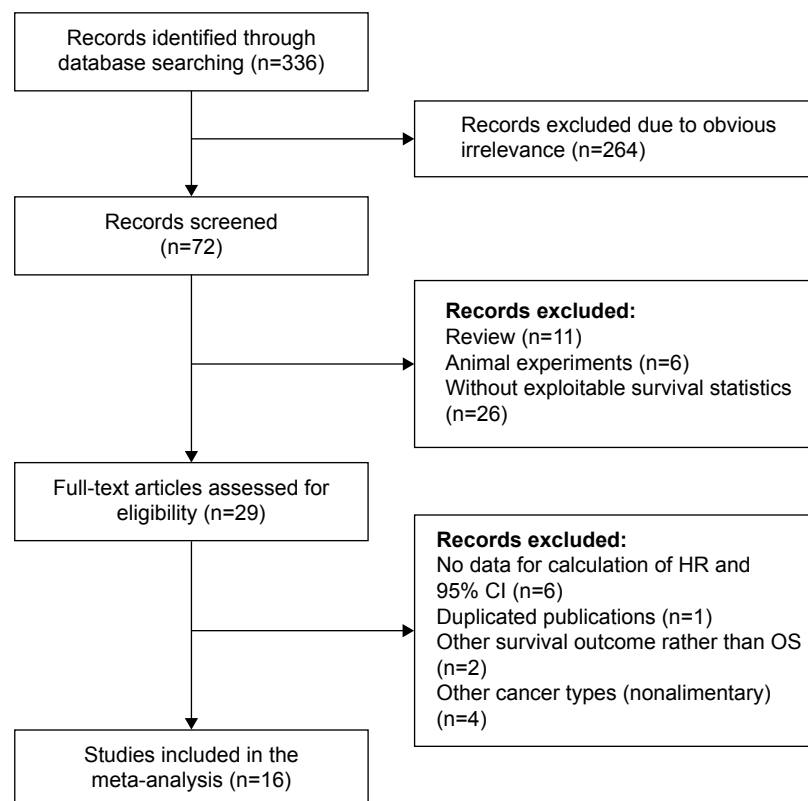 Records identified through
database searching (n=336)
Records excluded due to obvious
irrelevance (n=264)
Records screened
(n=72)
Records excluded:
Review (n=11)
Animal experiments (n=6)
Without exploitable survival statistics
(n=26)
Full-text articles assessed for
eligibility (n=29)
Records excluded:
No data for calculation of HR and
95% CI (n=6)
Duplicated publications (n=1)
Other survival outcome rather than OS
(n=2)
Other cancer types (nonalimentary)
(n=4)
Studies included in the
meta-analysis (n=16)